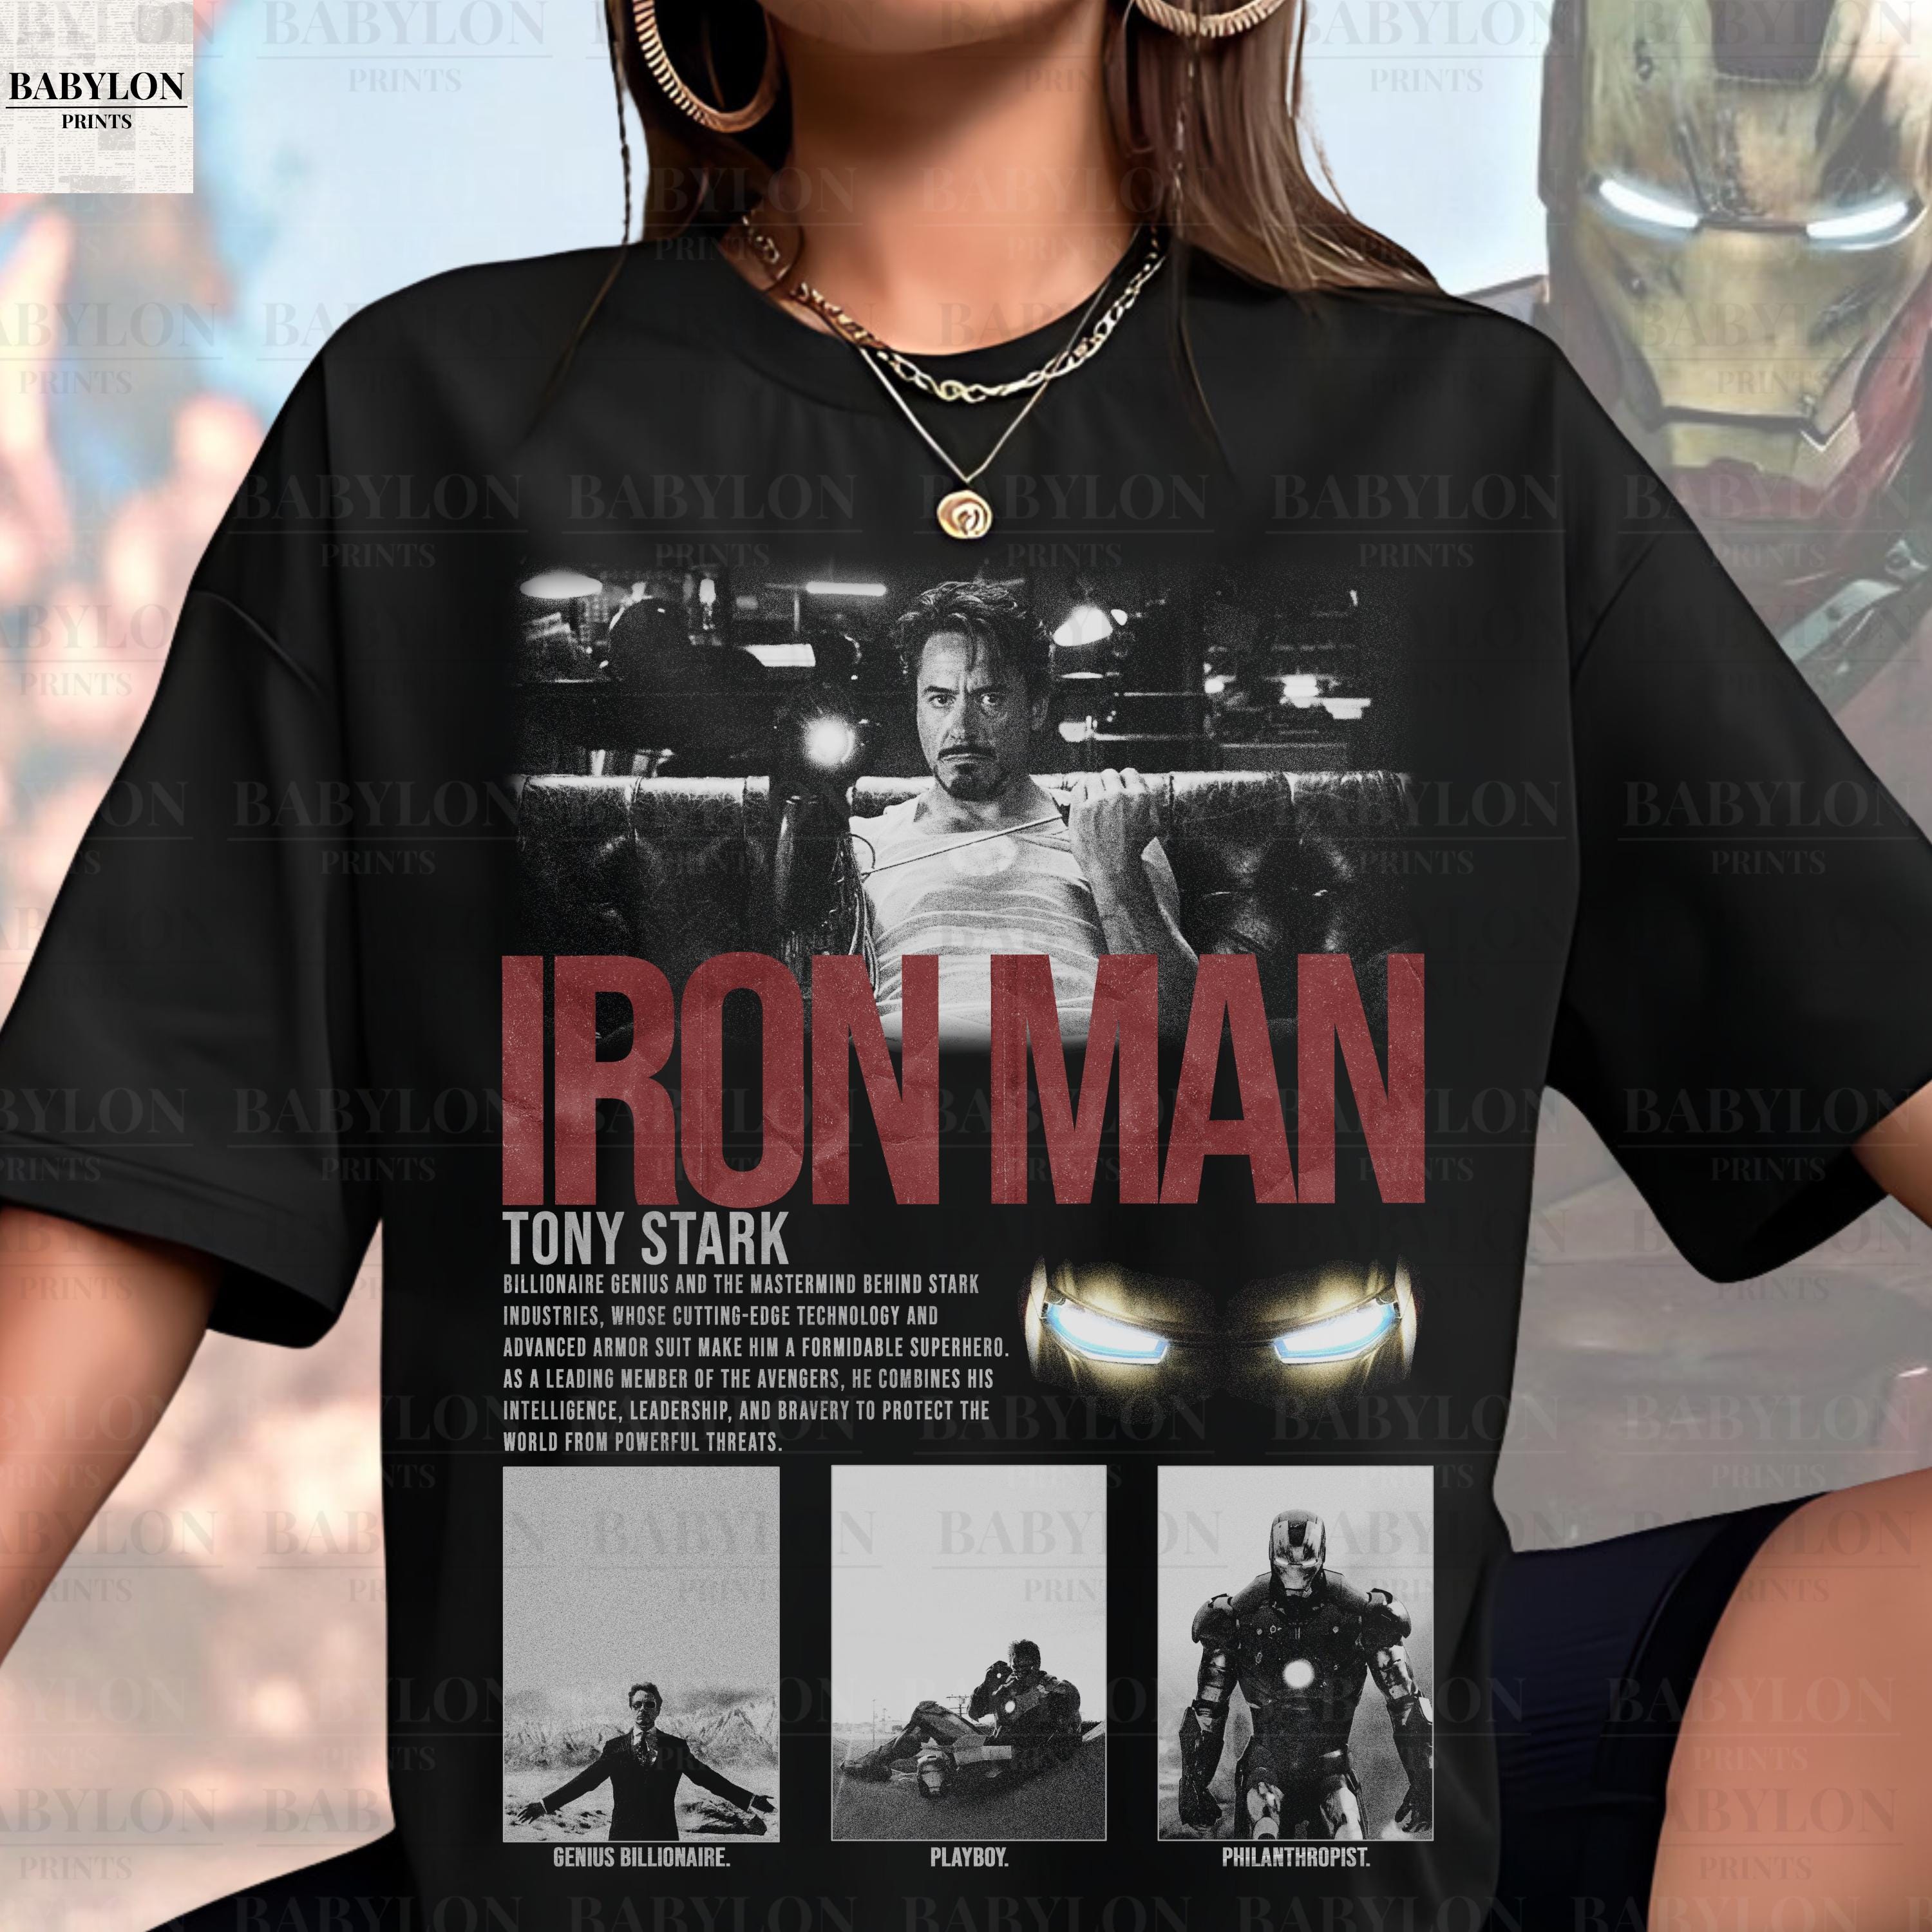 BABYLON
PRINTS
IRON MAN
TONY STARK
BILLIONAIRE GENIUS AND THE MASTERMIND BEHIND STARK
INDUSTRIES, WHOSE CUTTING-EDGE TECHNOLOGY AND
ADVANCED ARMOR SUIT MAKE HIM A FORMIDABLE SUPERHERO.
AS A LEADING MEMBER OF THE AVENGERS, HE COMBINES HIS
INTELLIGENCE, LEADERSHIP, AND BRAVERY TO PROTECT THE
WORLD FROM POWERFUL THREATS.
GENIUS BILLIONAIRE.
PLAYBOY.
PHILANTHROPIST.